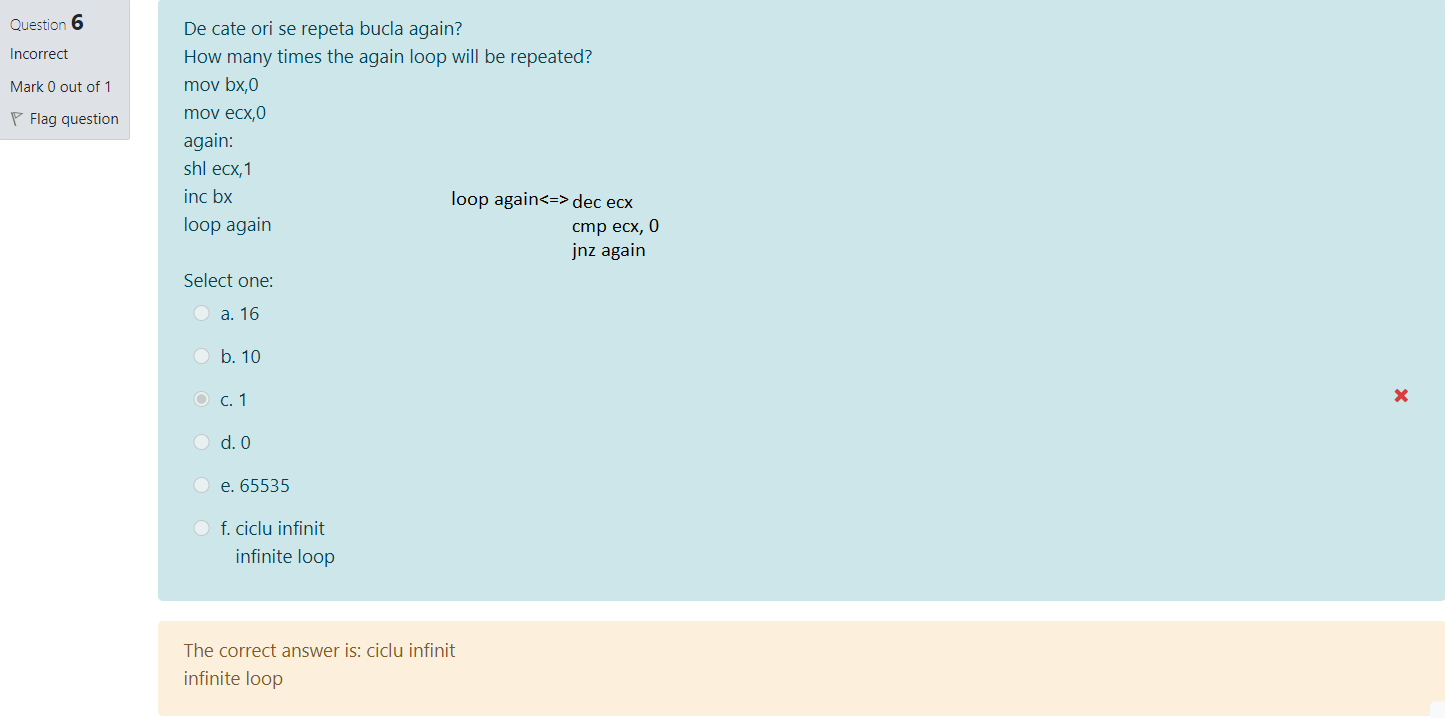 Question 6
Incorrect
Mark 0 out of 1
Flag question
De cate ori se repeta bucla again?
How many times the again loop will be repeated?
mov bx,0
mov ecx,0
again:
shl ecx,1
inc bx
loop again
loop again<=> dec ecx
cmp ecx, 0
jnz again
Select one:
a. 16
b. 10
c. 1
d. 0
e. 65535
f. ciclu infinit
infinite loop
The correct answer is: ciclu infinit
infinite loop